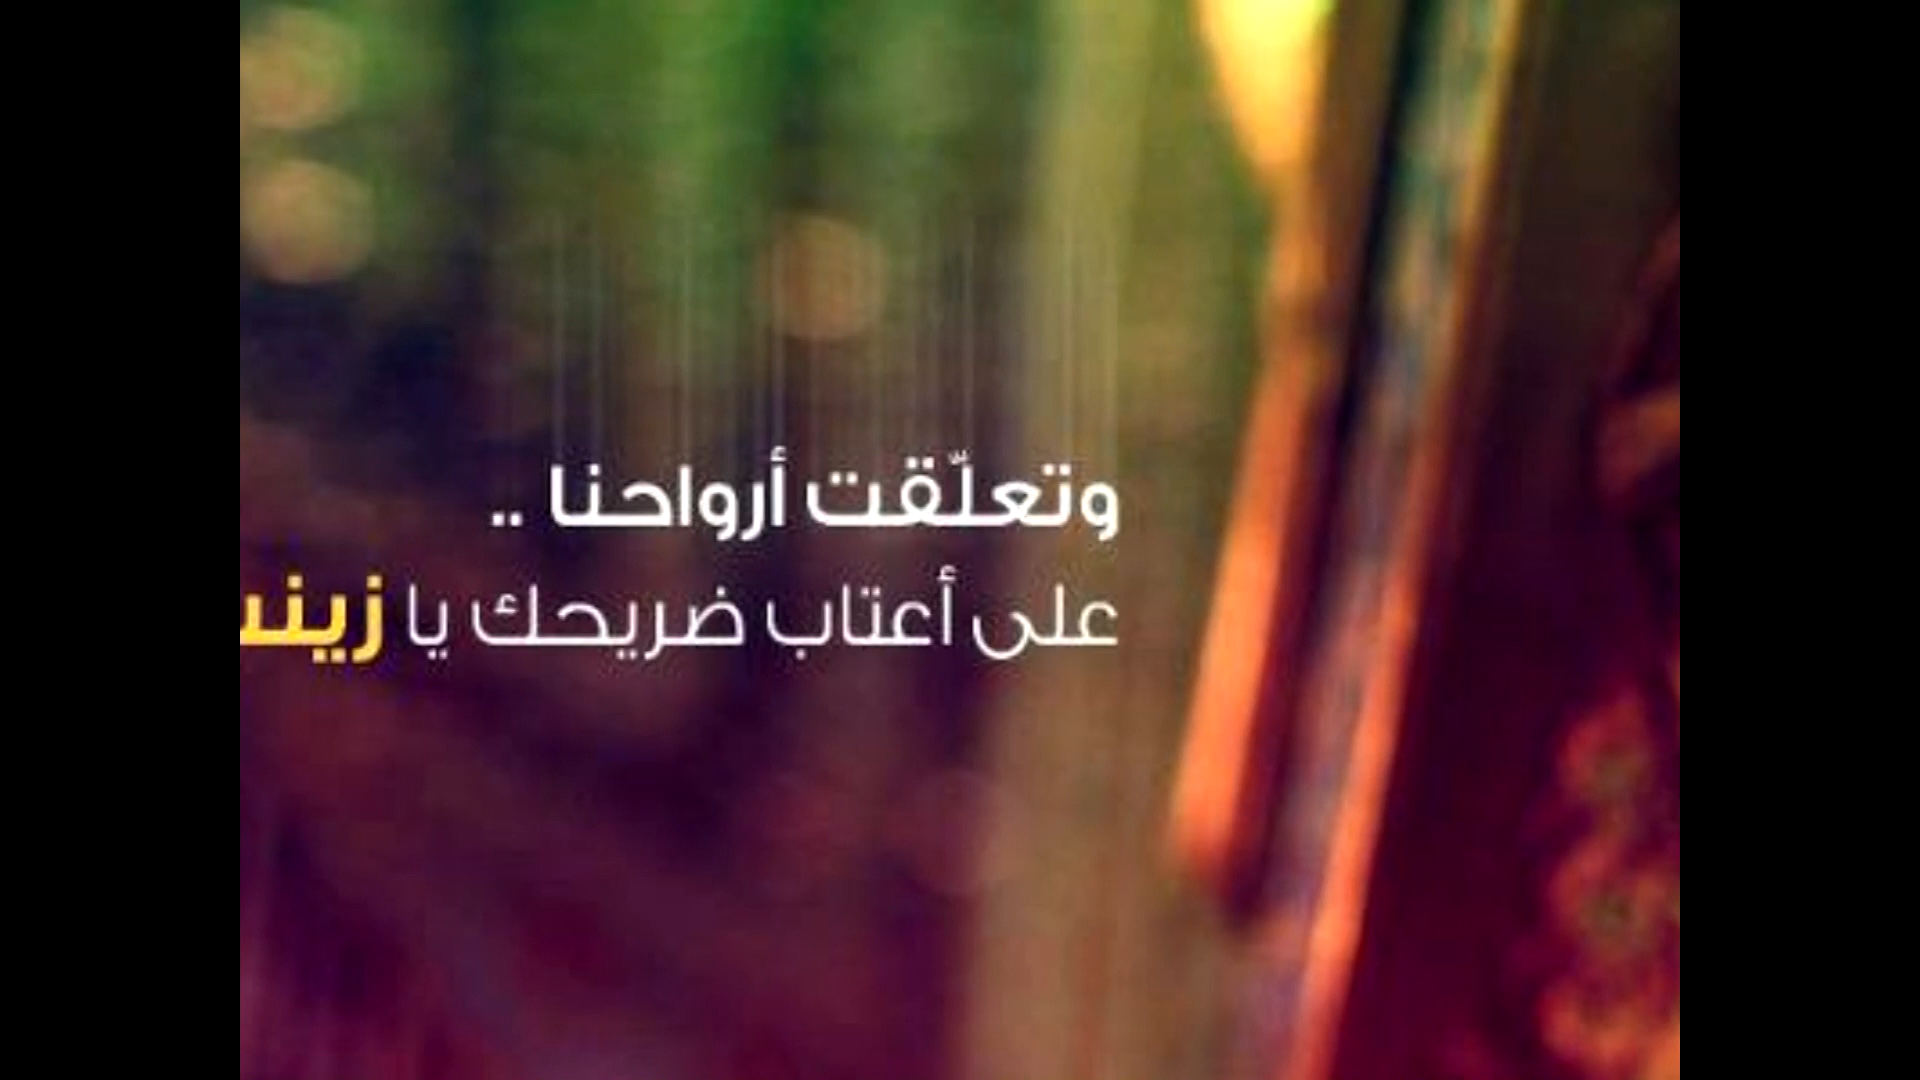 وتعلّقت أرواحنا ..
على أعتاب ضريحك يا